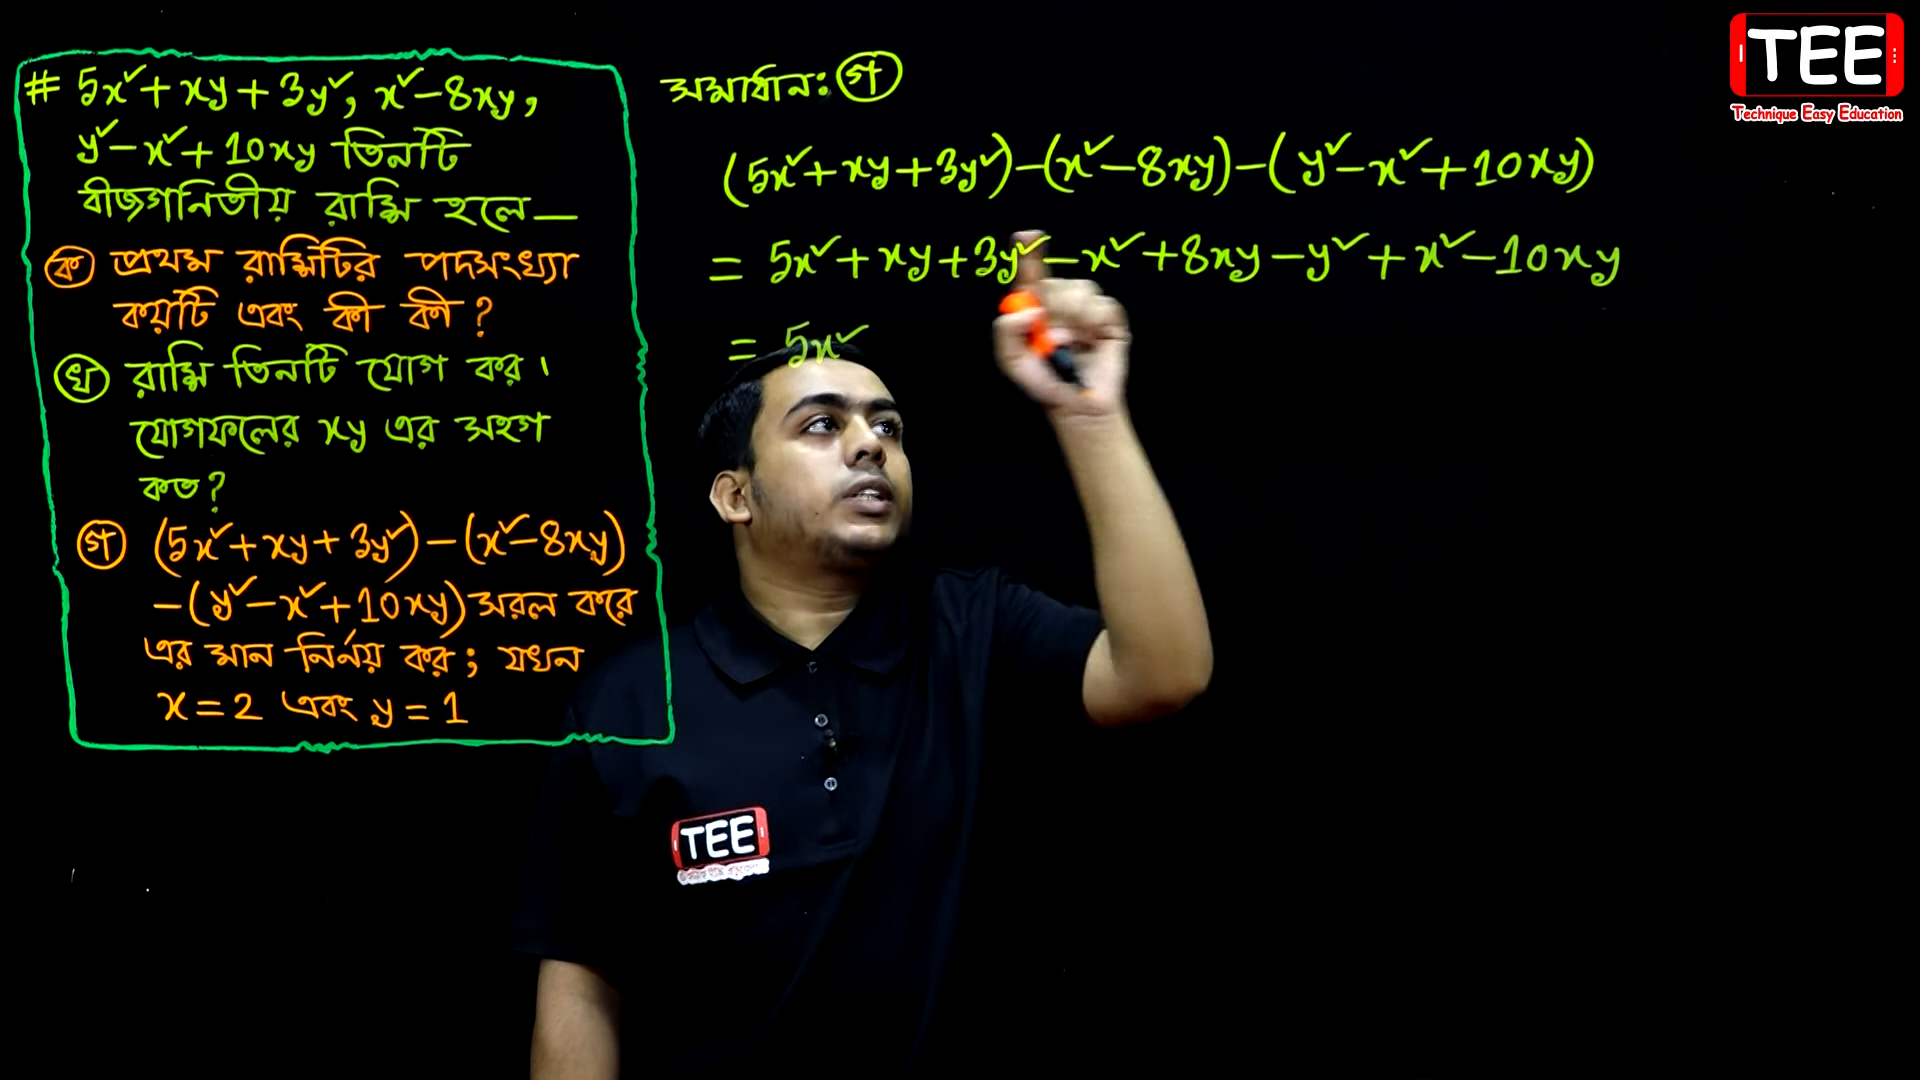 # 5x² + xy + 3y², x² - 8xy,
y² - x² + 10xy তিনটি
বীজগনিতীয় রাশি হলে—
ক প্রথম রাশিটির পদসংখ্যা
কয়টি এবং কী কী?
খ রাশি তিনটি যোগ কর।
যোগফলের xy এর সহগ
কত?
গ (5x² + xy + 3y²) - (x² - 8xy)
- (y² - x² + 10xy) সরল করে
এর মান নির্নয় কর; যখন
x = 2 এবং y = 1
সমাধান: গ
(5x² + xy + 3y²) - (x² - 8xy) - (y² - x² + 10xy)
= 5x² + xy + 3y² - x² + 8xy - y² + x² - 10xy
= 5x²
TEE
Technique Easy Education
TEE